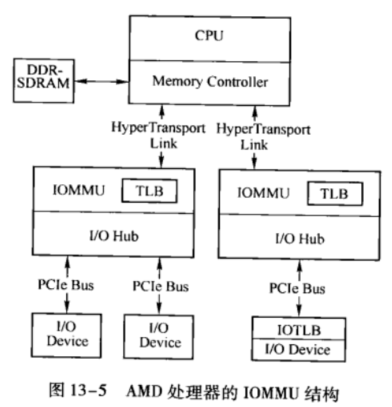 CPU
DDR-
SDRAM
Memory Controller
HyperTransport
Link
HyperTransport
Link
IOMMU
TLB
I/O Hub
IOMMU
TLB
I/O Hub
PCIe Bus
PCIe Bus
PCIe Bus
I/O
Device
I/O
Device
IOTLB
I/O Device
图 13-5 AMD 处理器的 IOMMU 结构